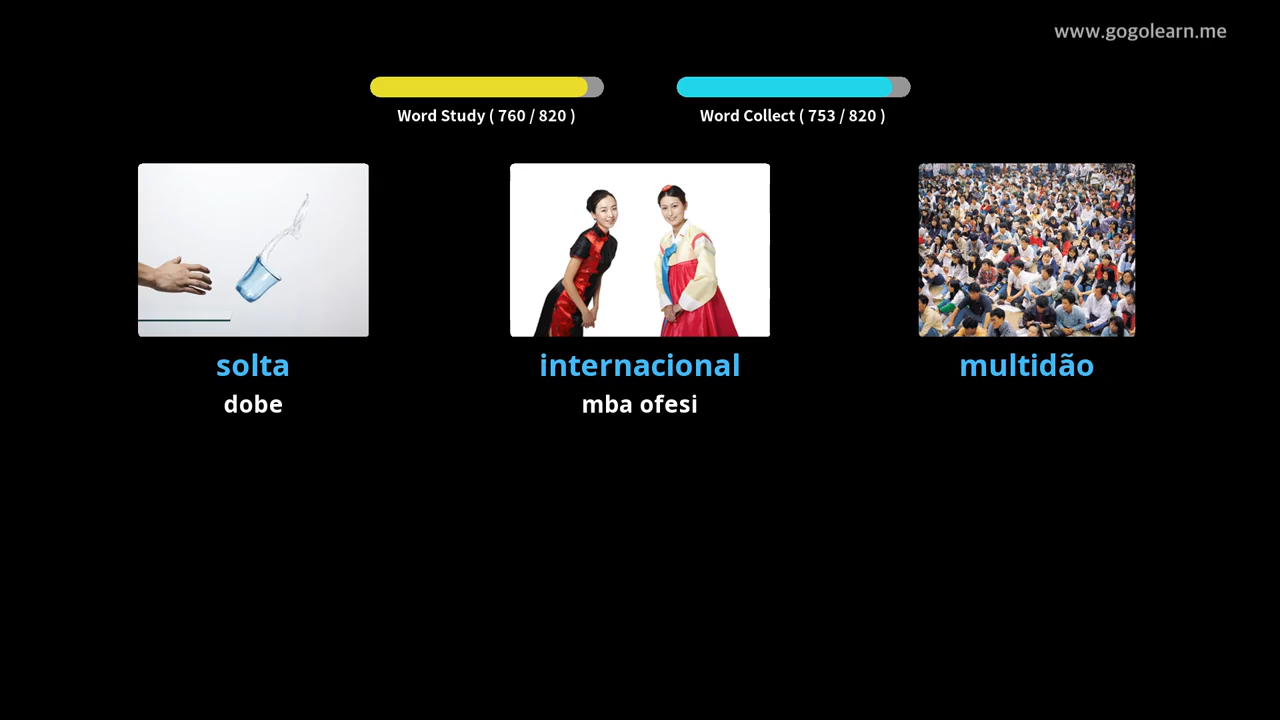 www.gogolearn.me
Word Study ( 760 / 820 )
Word Collect ( 753 / 820 )
solta
dobe
internacional
mba ofesi
multidão